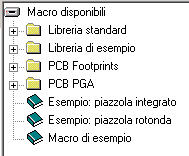 Macro disponibili
Libreria standard
Libreria di esempio
PCB Footprints
PCB PGA
Esempio: piazzola integrato
Esempio: piazzola rotonda
Macro di esempio